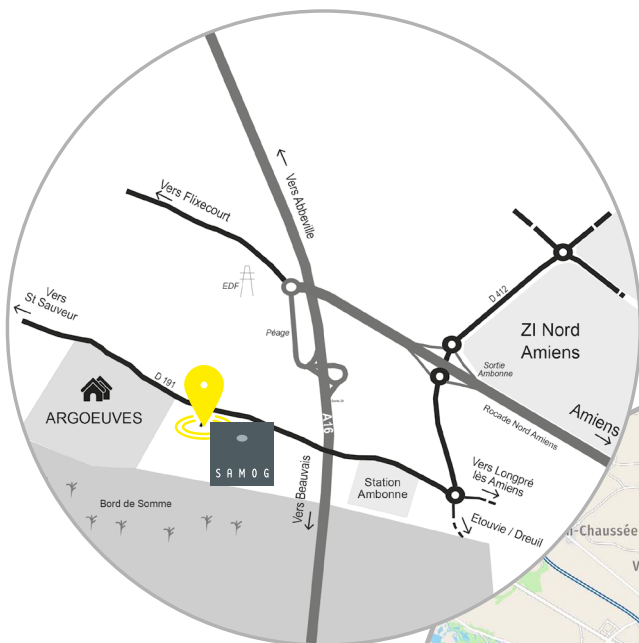 Vers Abbeville
Vers Flixecourt
EDF
Vers
St Sauveur
Péage
D 412
ZI Nord
Amiens
Sortie
Ambonne
D 191
ARGOEUVES
A16
Rocade Nord Amiens
Amiens
SAMOG
Vers Beauvais
Station
Ambonne
Vers Longpré
lès Amiens
Bord de Somme
Etouvie / Dreuil
n-Chaussée
V